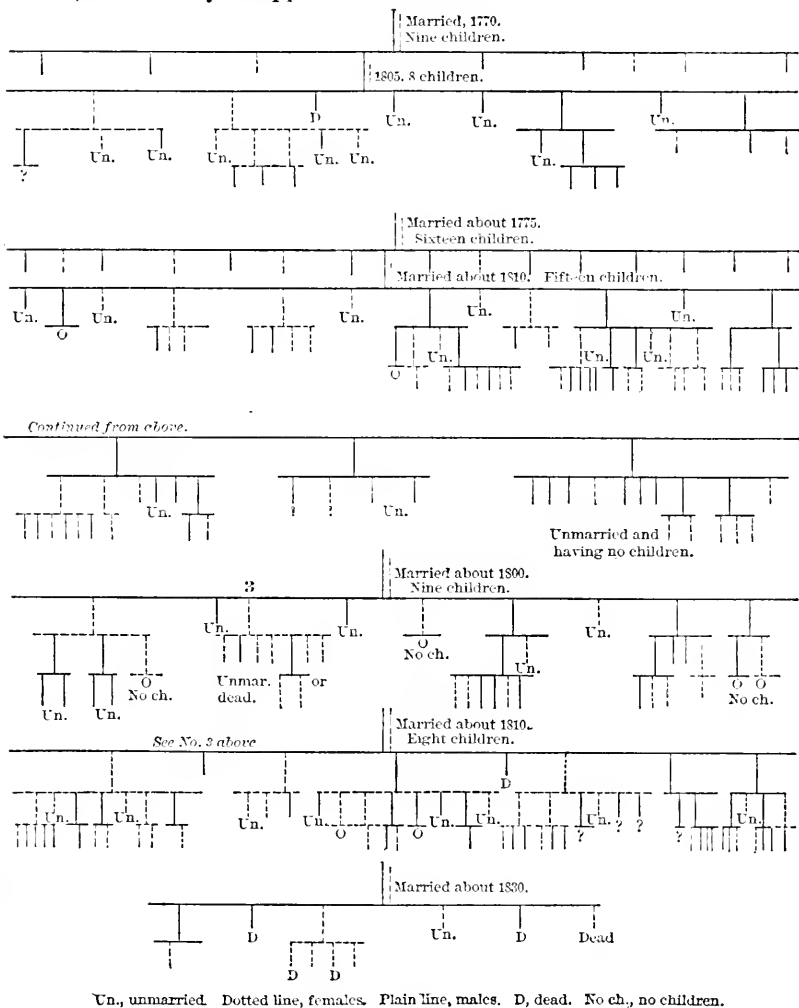 Married, 1770.
Nine children.
1805. 8 children.
D
Un. Un. Un.
Un. Un. Un. Un. Un. Un.
?
Married about 1775.
Sixteen children.
Married about 1810. Fifteen children.
Un. Un. Un. Un. Un.
O
Un. Un. Un.
O
Continued from above.
? ? Un. Un.
Unmarried and
having no children.
Married about 1800.
Nine children.
3
Un. Un. Un.
O
No ch. Un.
O Unmar. or O O
No ch. dead. No ch.
Un. Un.
Married about 1810.
See No. 3 above Eight children.
D
Un. Un. Un. Un. Un. Un. Un. Un.
O O ? ? ? ?
Married about 1830.
D Un. D Dead
D D
Un., unmarried. Dotted line, females. Plain line, males. D, dead. No ch., no children.